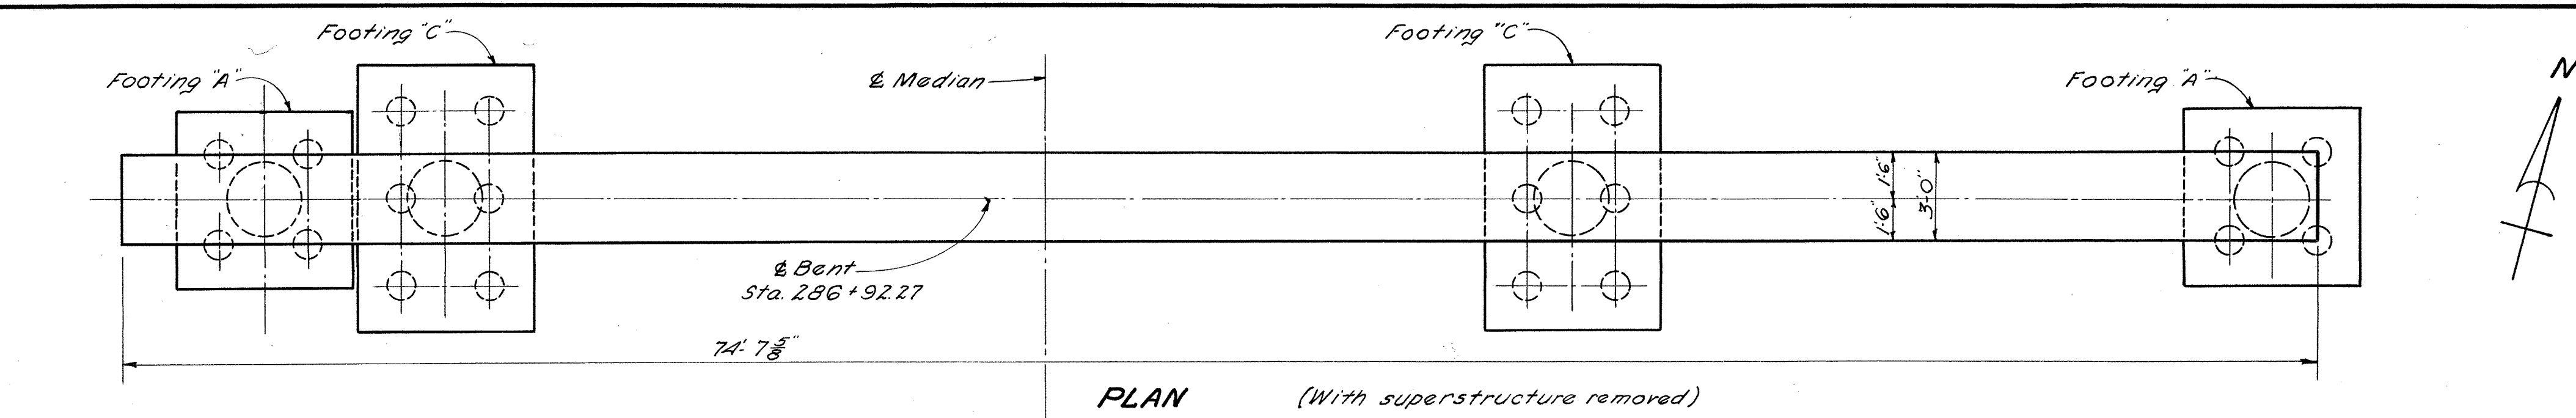 Footing "C"
Footing "A"
℄ Median
Footing "C"
Footing "A"
N
1'-6"
1'-6"
3'-0"
℄ Bent
Sta. 286+92.27
74'-7 5/8"
PLAN (With superstructure removed)